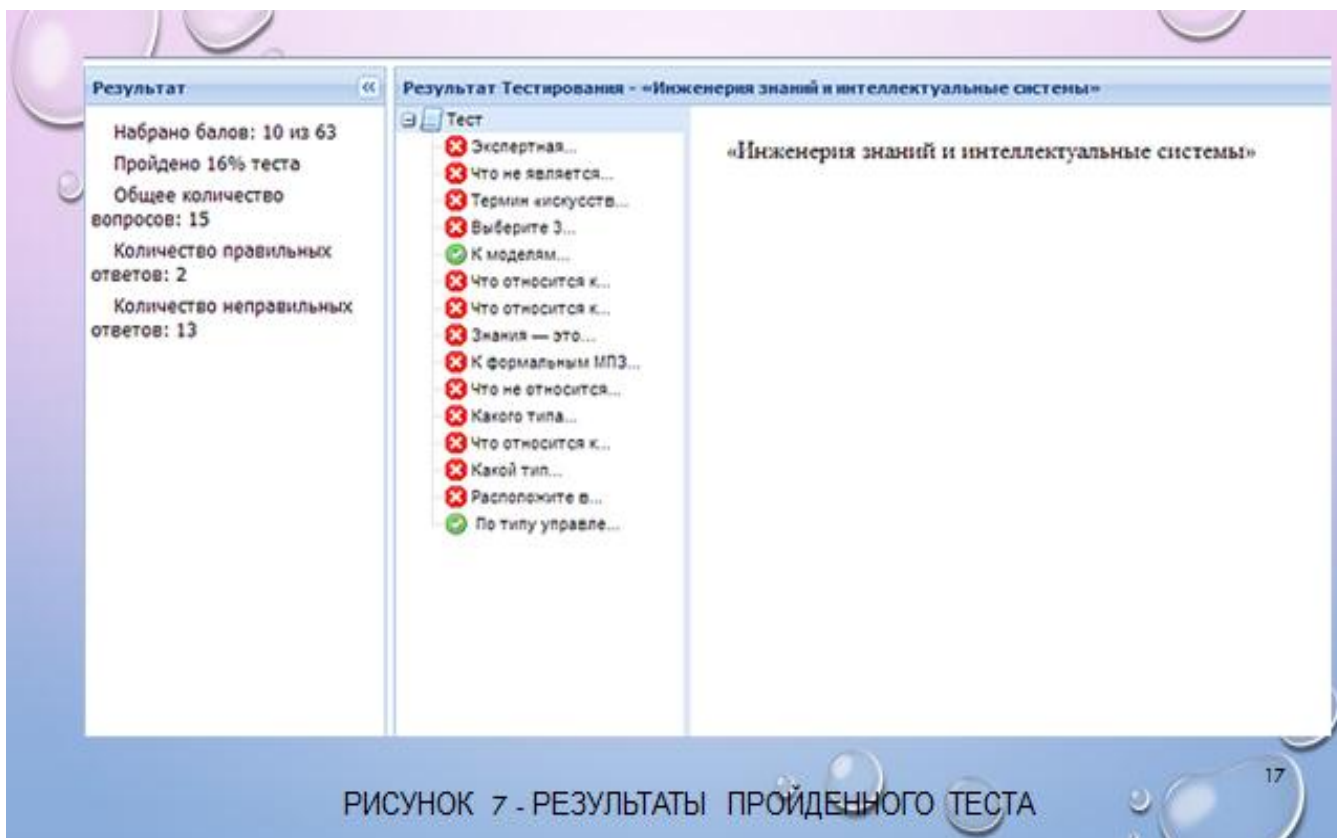 Результат
Набрано балов: 10 из 63
Пройдено 16% теста
Общее количество
вопросов: 15
Количество правильных
ответов: 2
Количество неправильных
ответов: 13
Результат Тестирования - «Инженерия знаний и интеллектуальные системы»
Тест
Экспертная...
Что не является...
Термин «искусств...
Выберите 3...
К моделям...
Что относится к...
Что относится к...
Знания — это...
К формальным МПЗ...
Что не относится...
Какого типа...
Что относится к...
Какой тип...
Расположите в...
По типу управле...
«Инженерия знаний и интеллектуальные системы»
17
РИСУНОК 7 - РЕЗУЛЬТАТЫ ПРОЙДЕННОГО ТЕСТА